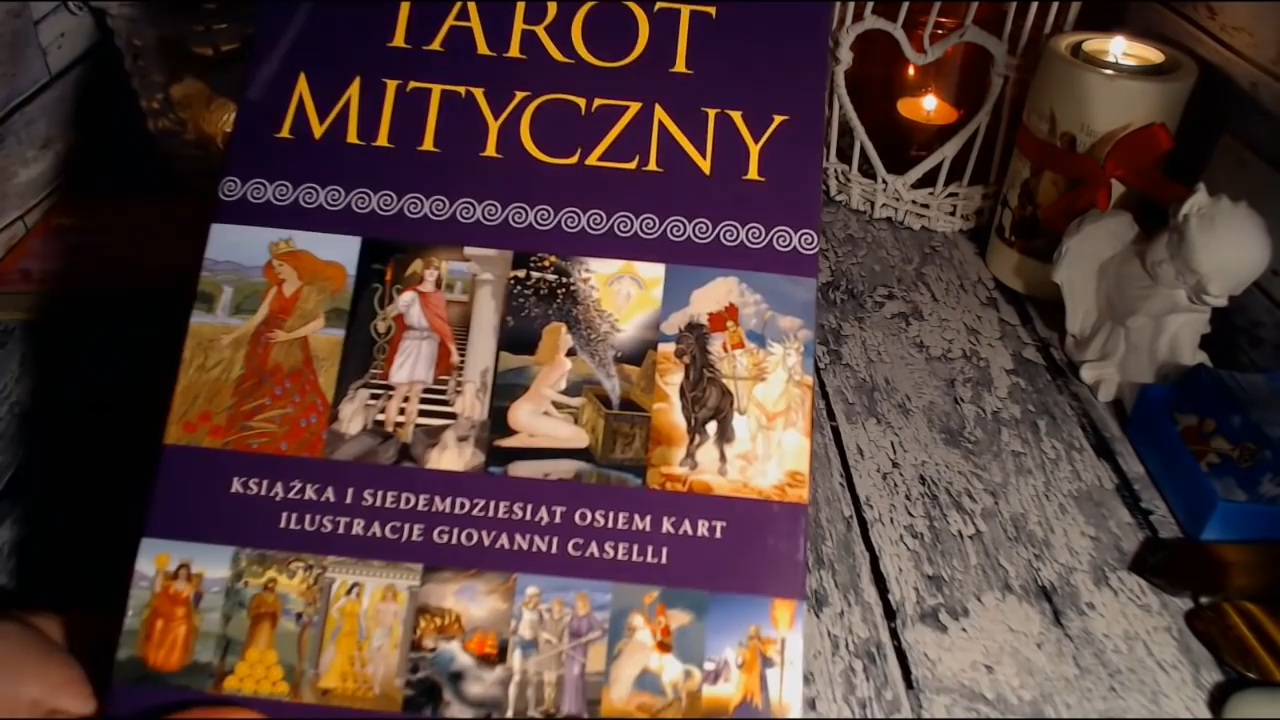 TAROT
MITYCZNY
KSIĄŻKA I SIEDEMDZIESIĄT OSIEM KART
ILUSTRACJE GIOVANNI CASELLI